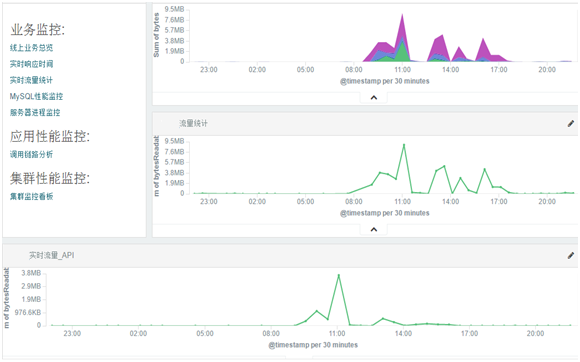 业务监控:
线上业务总览
实时响应时间
实时流量统计
MySQL性能监控
服务器进程监控
应用性能监控:
调用链路分析
集群性能监控:
集群监控看板
Sum of bytes
9.5MB
7.6MB
5.7MB
3.8MB
1.9MB
0MB
23:00 02:00 05:00 08:00 11:00 14:00 17:00 20:00
@timestamp per 30 minutes
流量统计
m of bytesReadat
9.5MB
7.6MB
5.7MB
3.8MB
1.9MB
0MB
23:00 02:00 05:00 08:00 11:00 14:00 17:00 20:00
@timestamp per 30 minutes
实时流量_API
m of bytesReadat
3.8MB
2.9MB
1.9MB
976.6KB
0MB
23:00 02:00 05:00 08:00 11:00 14:00 17:00 20:00
@timestamp per 30 minutes